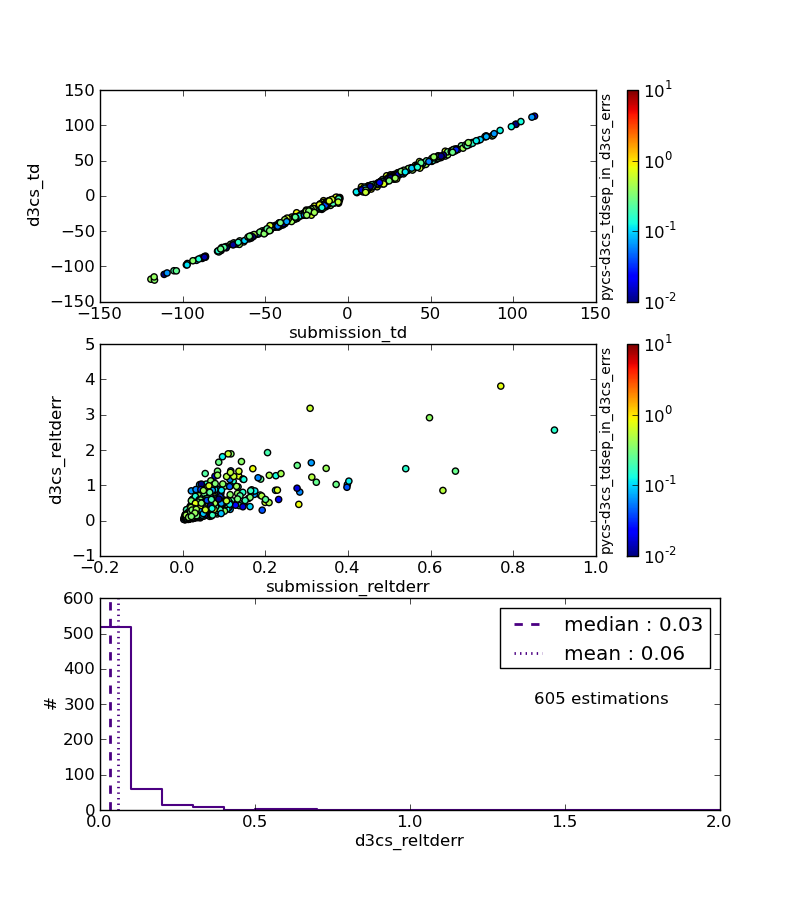 150
100
50
0
−50
−100
−150
d3cs_td
−150 −100 −50 0 50 100 150
submission_td
10^1
10^0
10^-1
10^-2
pycs-d3cs_tdsep_in_d3cs_errs
5
4
3
2
1
0
−1
d3cs_reltderr
−0.2 0.0 0.2 0.4 0.6 0.8 1.0
submission_reltderr
10^1
10^0
10^-1
10^-2
pycs-d3cs_tdsep_in_d3cs_errs
600
500
400
300
200
100
0
#
median : 0.03
mean : 0.06
605 estimations
0.0 0.5 1.0 1.5 2.0
d3cs_reltderr